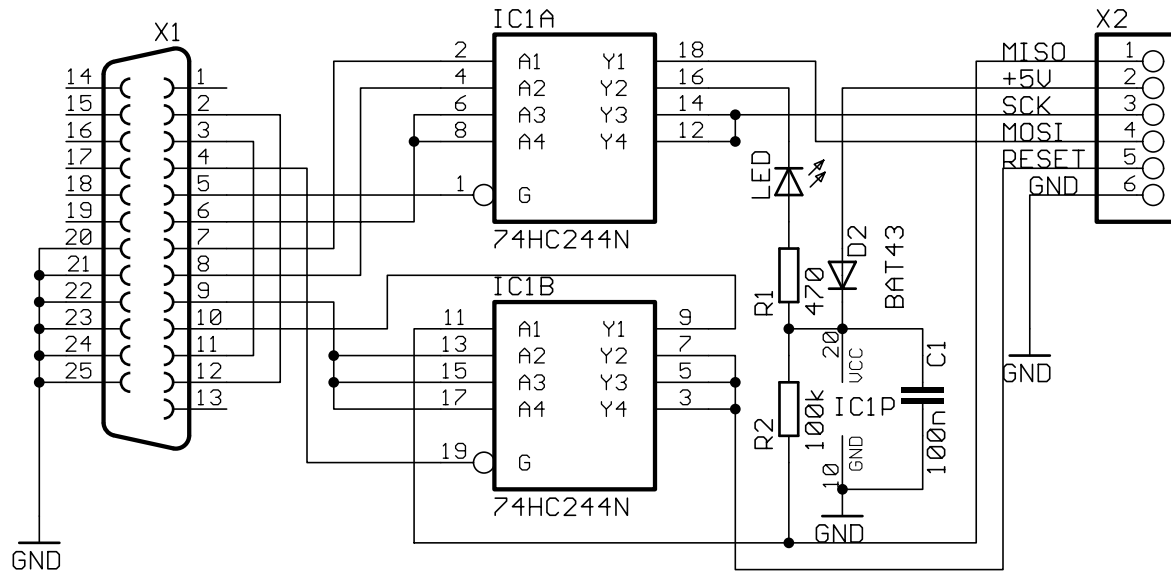 X1
14
15
16
17
18
19
20
21
22
23
24
25
1
2
3
4
5
6
7
8
9
10
11
12
13
GND
IC1A
2
4
6
8
1
A1
A2
A3
A4
G
Y1
Y2
Y3
Y4
18
16
14
12
74HC244N
IC1B
11
13
15
17
19
A1
A2
A3
A4
G
Y1
Y2
Y3
Y4
9
7
5
3
74HC244N
LED
R1
470
R2
100k
D2
BAT43
20
VCC
IC1P
10
GND
GND
C1
100n
X2
MISO
+5V
SCK
MOSI
RESET
GND
1
2
3
4
5
6
GND